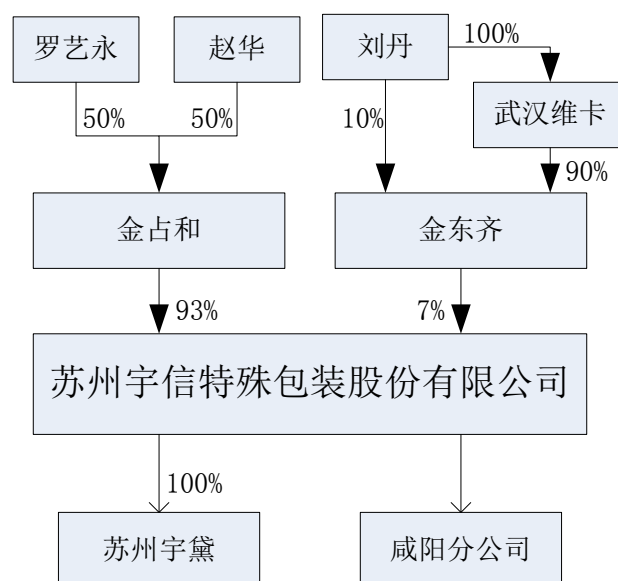 罗艺永
赵华
刘丹
100%
武汉维卡
50%
50%
10%
90%
金占和
金东齐
93%
7%
苏州宇信特殊包装股份有限公司
100%
苏州宇黛
咸阳分公司